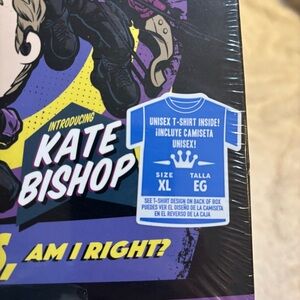 INTRODUCING
KATE
BISHOP
UNISEX T-SHIRT INSIDE!
¡INCLUYE CAMISETA
UNISEX!
SIZE TALLA
XL EG
SEE T-SHIRT DESIGN ON BACK OF BOX
PUEDES VER EL DISEÑO DE LA CAMISETA
EN EL REVERSO DE LA CAJA
AM I RIGHT?